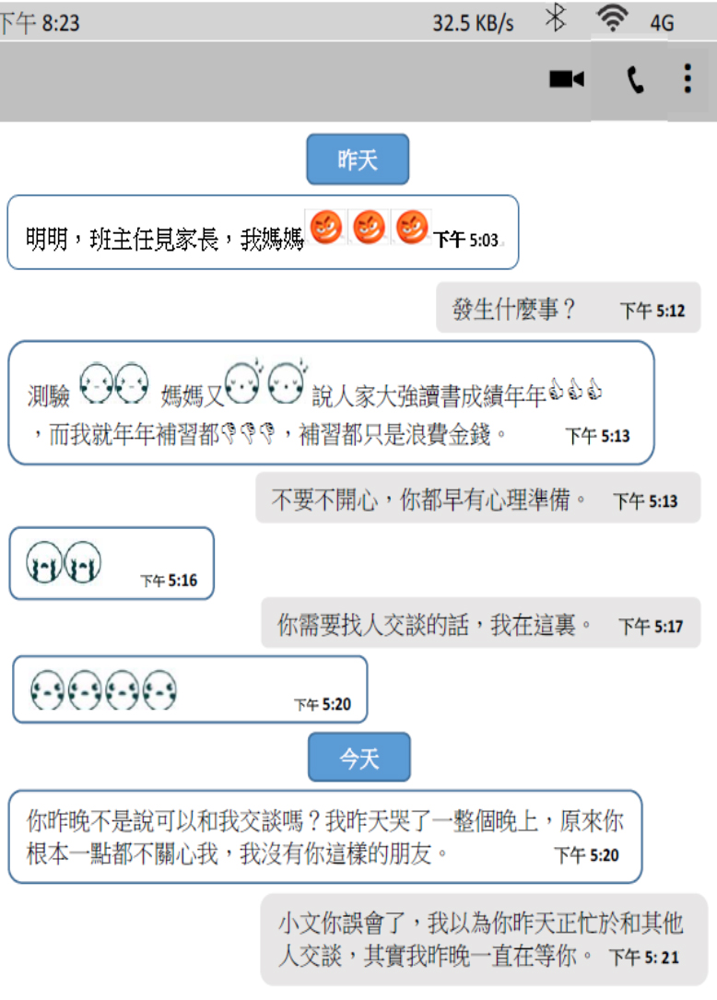 下午 8:23 32.5 KB/s 4G
昨天
明明，班主任見家長，我媽媽 下午 5:03
發生什麼事？ 下午 5:12
測驗 媽媽又 說人家大強讀書成績年年👍👍👍
，而我就年年補習都👎👎👎，補習都只是浪費金錢。 下午 5:13
不要不開心，你都早有心理準備。 下午 5:13
下午 5:16
你需要找人交談的話，我在這裏。 下午 5:17
下午 5:20
今天
你昨晚不是說可以和我交談嗎？我昨天哭了一整個晚上，原來你
根本一點都不關心我，我沒有你這樣的朋友。 下午 5:20
小文你誤會了，我以為你昨天正忙於和其他
人交談，其實我昨晚一直在等你。 下午 5: 21